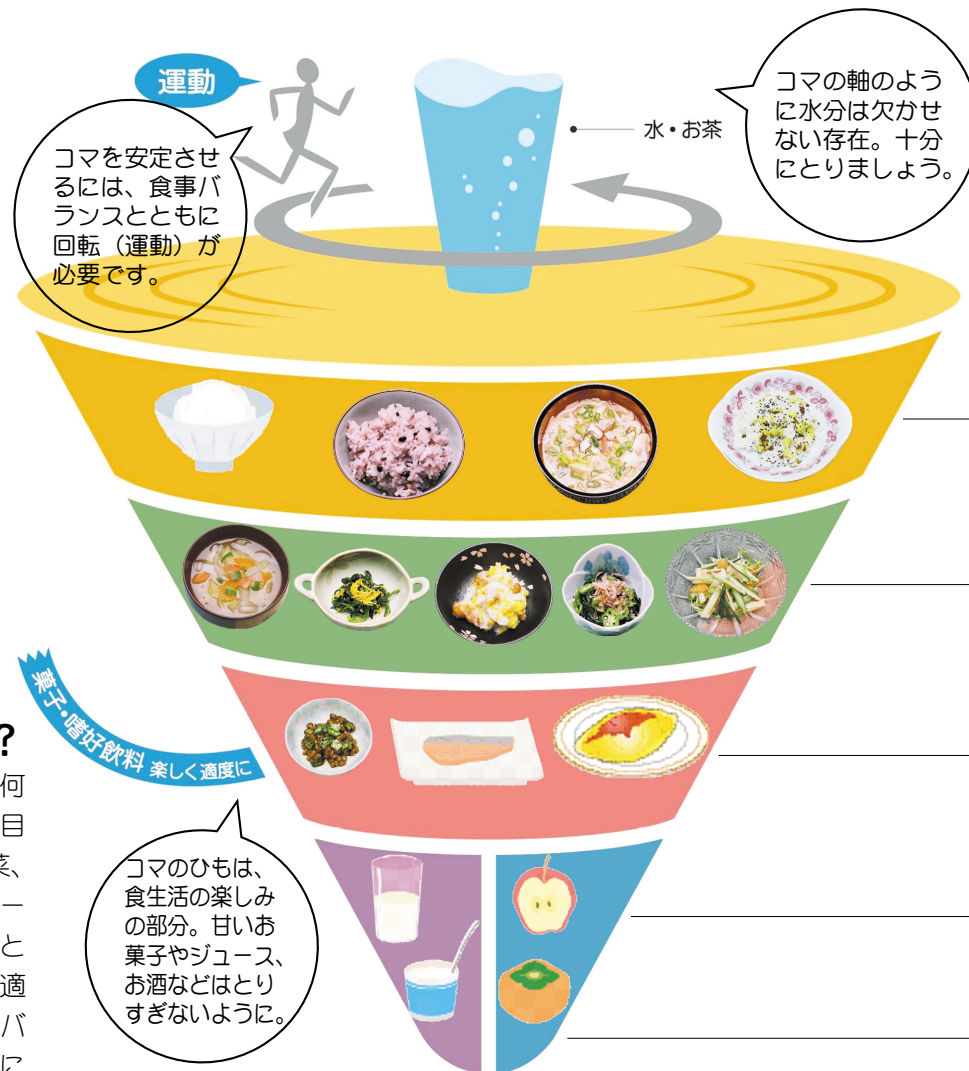 運動
コマを安定させ
るには、食事バ
ランスとともに
回転（運動）が
必要です。
水・お茶
コマの軸のよう
に水分は欠かせ
ない存在。十分
にとりましょう。
菓子・嗜好飲料 楽しく適度に
コマのひもは、
食生活の楽しみ
の部分。甘いお
菓子やジュース、
お酒などはとり
すぎないように。
？
何
目
菜、
ー
と
適
バ
に